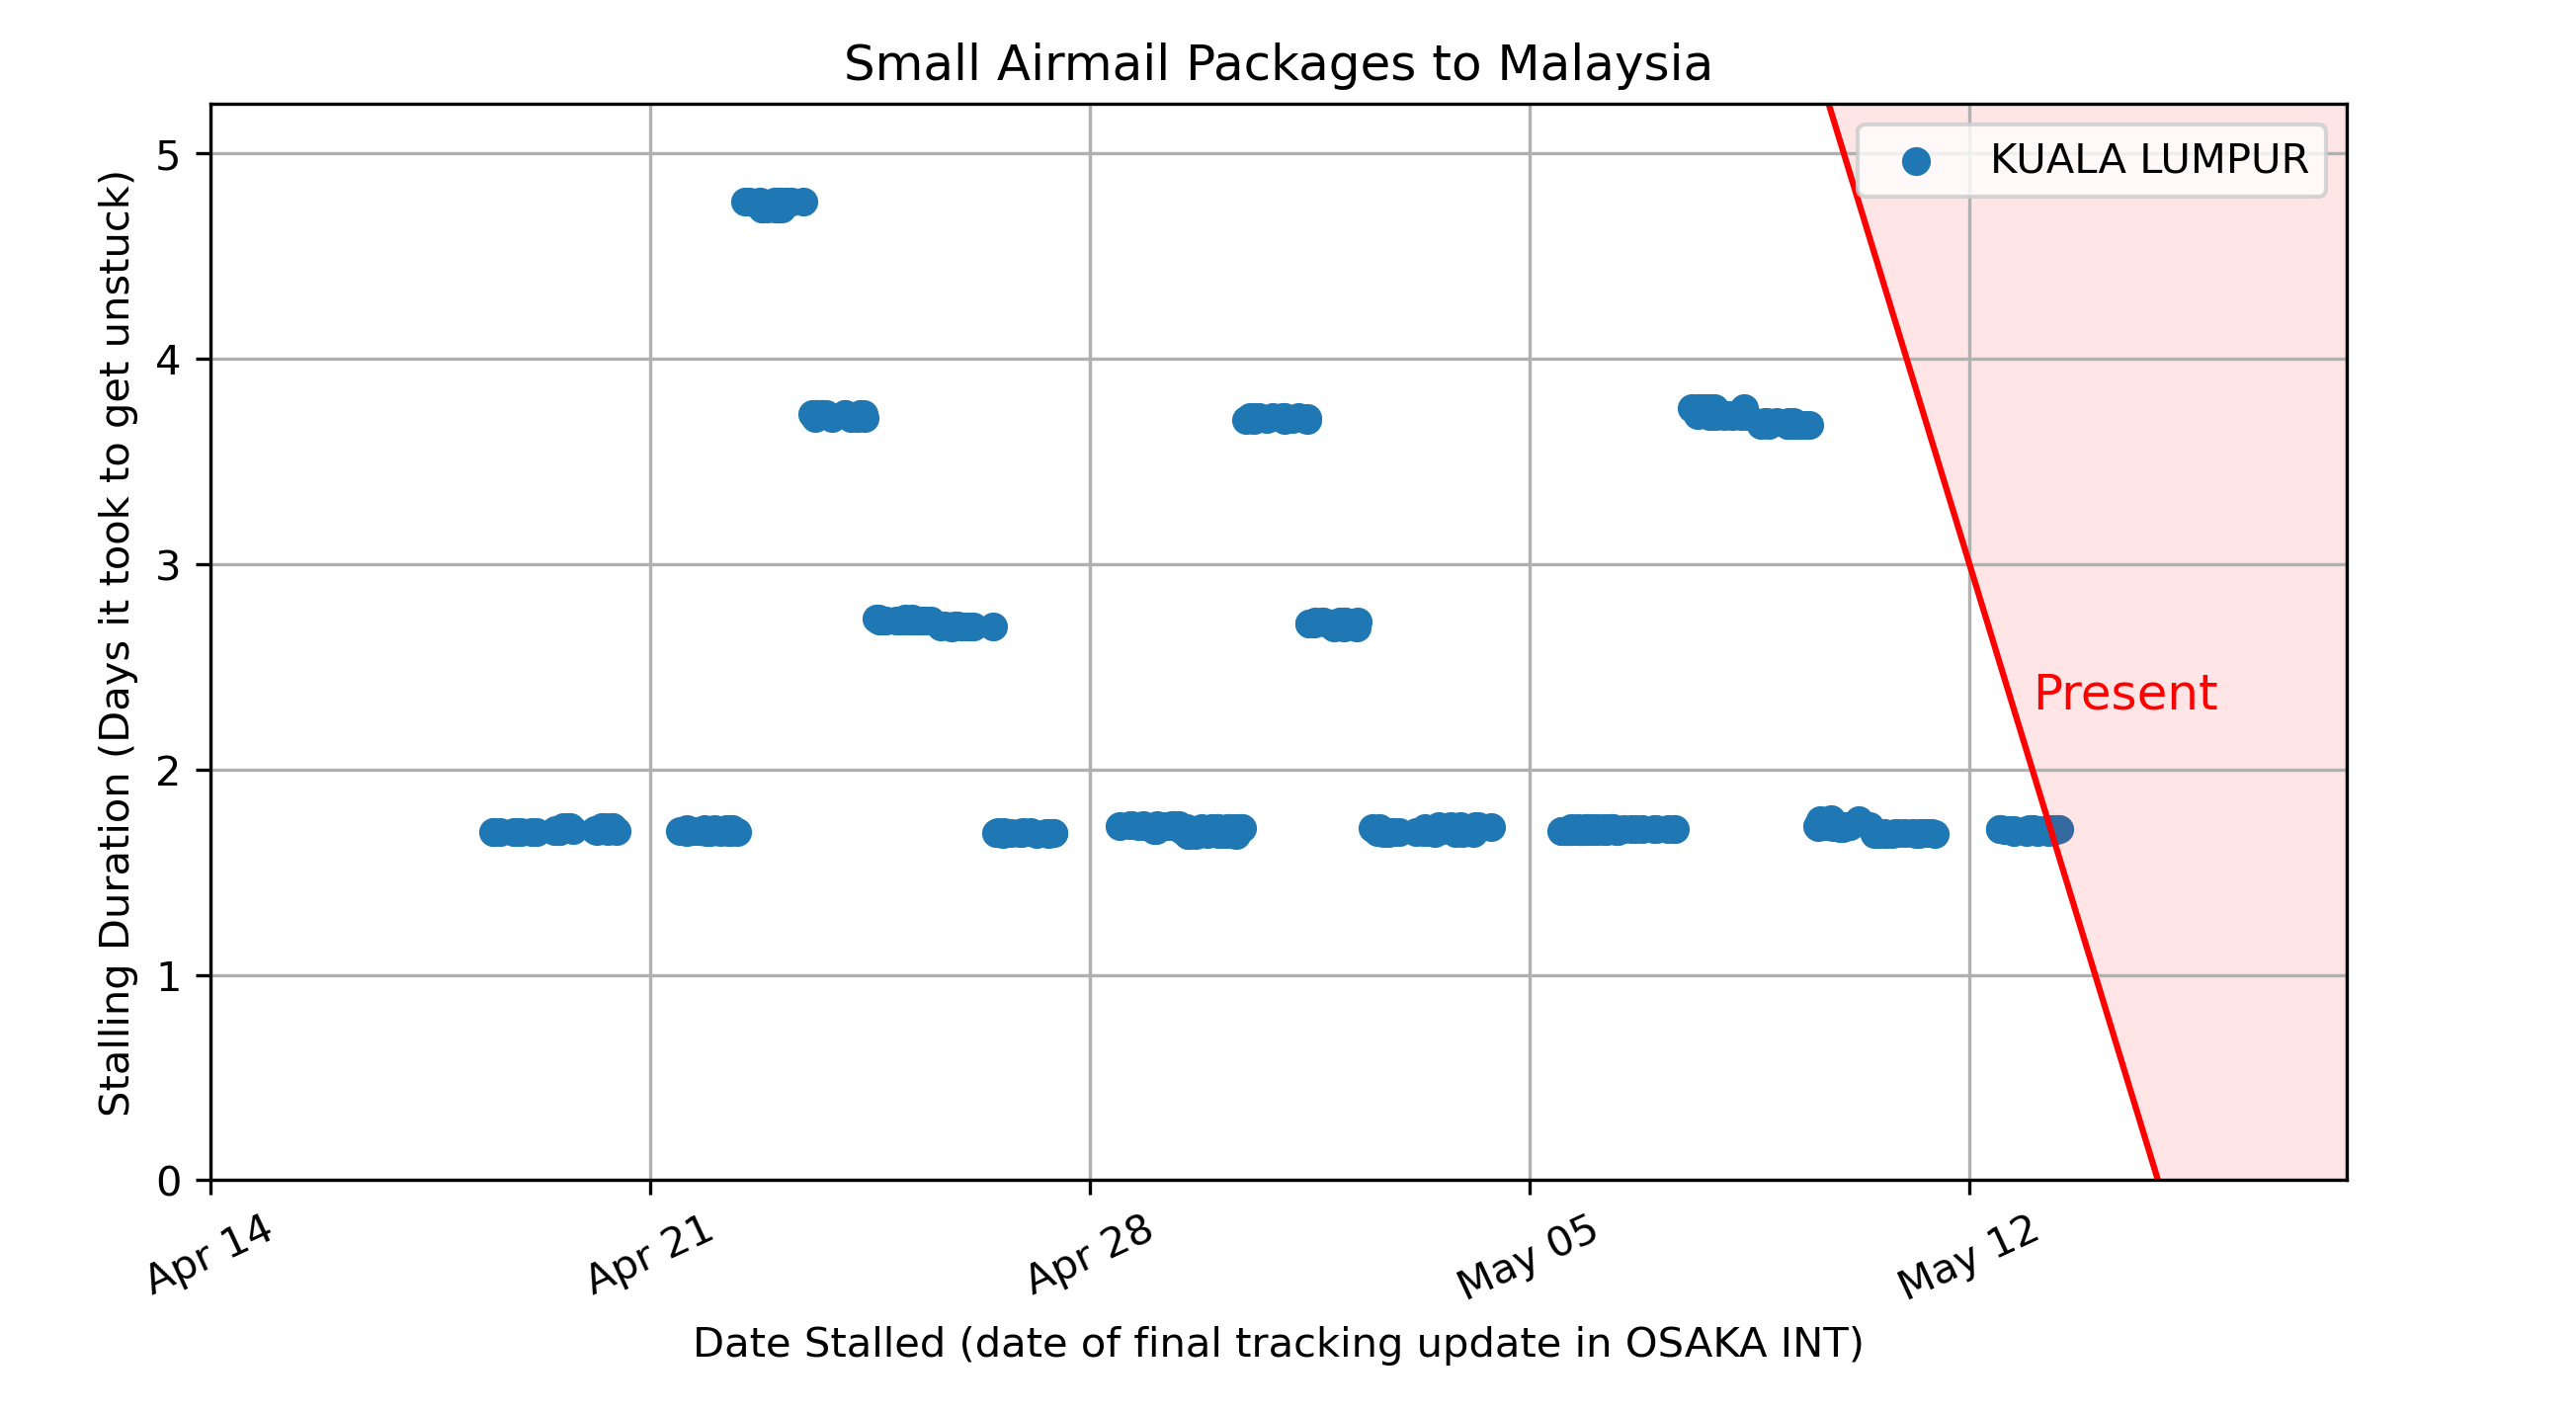 Small Airmail Packages to Malaysia
KUALA LUMPUR
Stalling Duration (Days it took to get unstuck)
5
4
3
2
1
0
Present
Apr 14
Apr 21
Apr 28
May 05
May 12
Date Stalled (date of final tracking update in OSAKA INT)